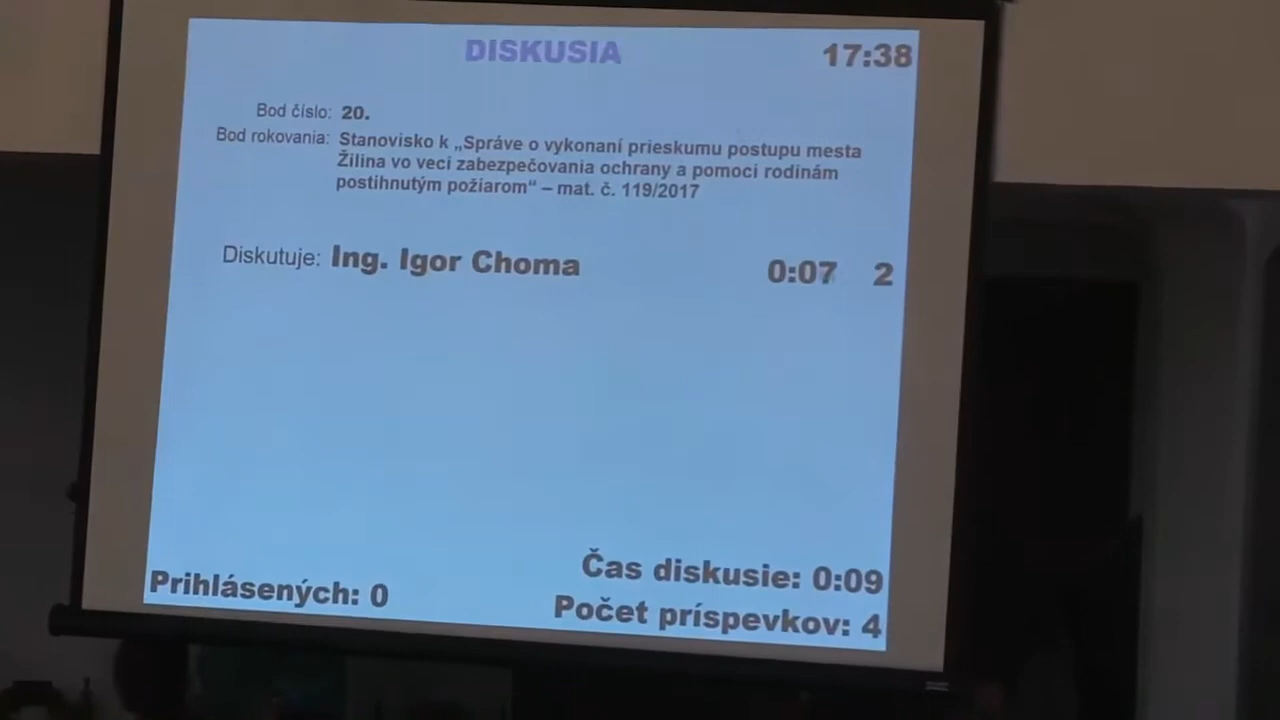 DISKUSIA 17:38
Bod číslo: 20.
Bod rokovania: Stanovisko k „Správe o vykonaní prieskumu postupu mesta
Žilina vo veci zabezpečovania ochrany a pomoci rodinám
postihnutým požiarom“ – mat. č. 119/2017
Diskutuje: Ing. Igor Choma 0:07 2
Čas diskusie: 0:09
Prihlásených: 0
Počet príspevkov: 4